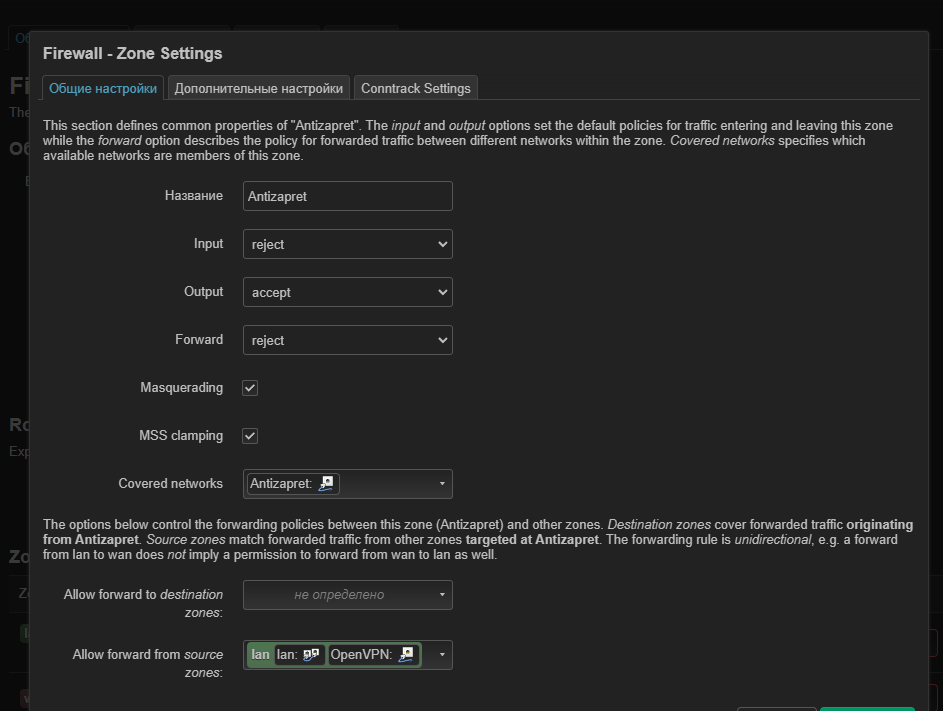 Firewall - Zone Settings
Общие настройки Дополнительные настройки Conntrack Settings
This section defines common properties of "Antizapret". The input and output options set the default policies for traffic entering and leaving this zone
while the forward option describes the policy for forwarded traffic between different networks within the zone. Covered networks specifies which
available networks are members of this zone.
Название Antizapret
Input reject
Output accept
Forward reject
Masquerading
MSS clamping
Covered networks Antizapret:
The options below control the forwarding policies between this zone (Antizapret) and other zones. Destination zones cover forwarded traffic originating
from Antizapret. Source zones match forwarded traffic from other zones targeted at Antizapret. The forwarding rule is unidirectional, e.g. a forward
from lan to wan does not imply a permission to forward from wan to lan as well.
Allow forward to destination
zones:
не определено
Allow forward from source
zones:
lan lan: OpenVPN: